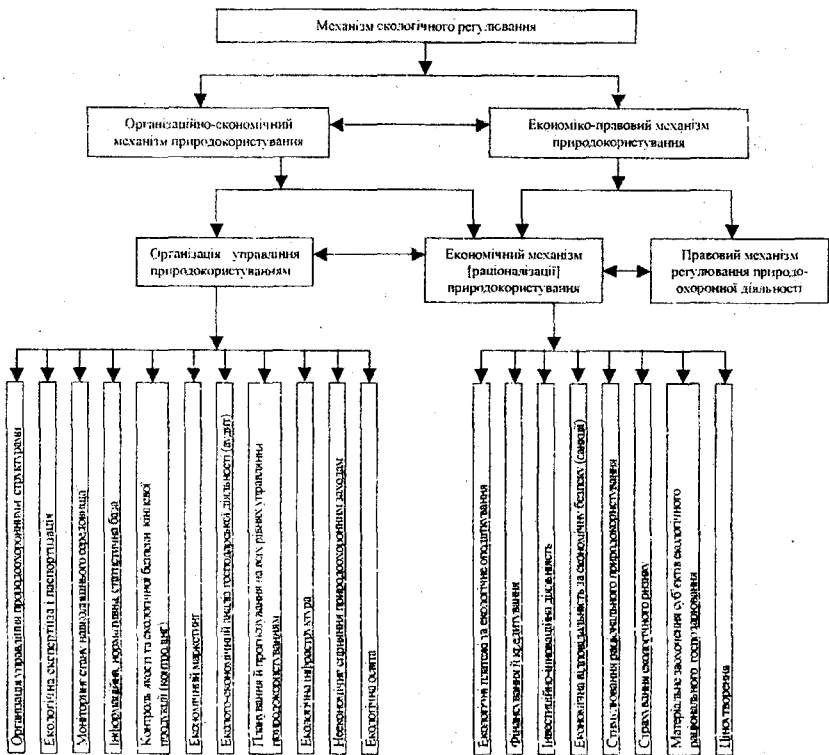 Механізм екологічного регулювання
Організаційно-економічний
механізм природокористування
Економіко-правовий механізм
природокористування
Організація управління
природокористуванням
Економічний механізм
[раціоналізації]
природокористування
Правовий механізм
регулювання природо-
охоронної діяльності
Організація управління природоохоронними структурами
Екологічна експертиза і паспортизація
Моніторинг стану навколишнього середовища
Інформаційна, нормативна, статистична база
Контроль якості та екологічної безпеки кінцевої
продукції (контролінг)
Економічний маркетинг
Еколого-економічний аналіз господарської діяльності (аудит)
Планування й прогнозування на всіх рівнях управління
природокористуванням
Екологічна інфраструктура
Неекономічне сприяння природоохоронним заходам
Екологічна освіта
Екологічні платежі та екологічне оподаткування
Фінансування й кредитування
Інвестиційно-інноваційна діяльність
Економічна відповідальність за економічну безпеку (санкції)
Стимулювання раціонального природокористування
Страхування екологічного ризику
Матеріальне заохочення суб'єктів екологічного
раціонального господарювання
Ціноутворення